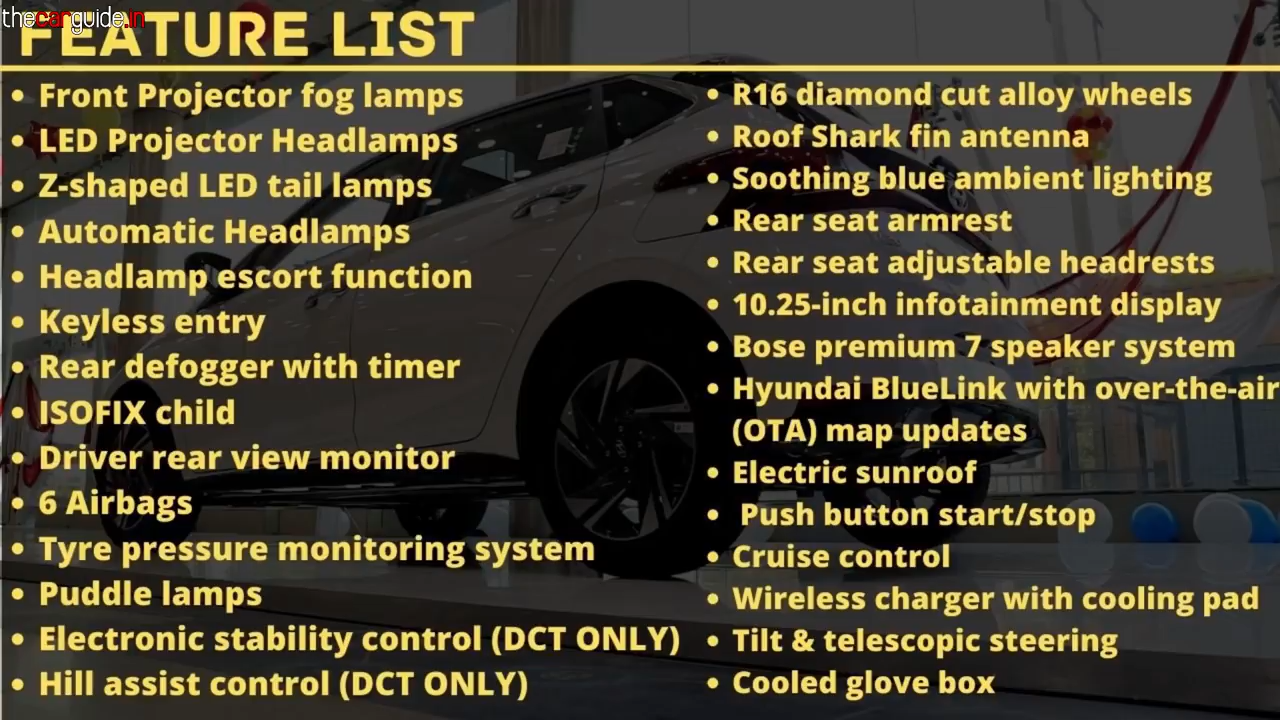 thecarguide.in
FEATURE LIST
• Front Projector fog lamps
• LED Projector Headlamps
• Z-shaped LED tail lamps
• Automatic Headlamps
• Headlamp escort function
• Keyless entry
• Rear defogger with timer
• ISOFIX child
• Driver rear view monitor
• 6 Airbags
• Tyre pressure monitoring system
• Puddle lamps
• Electronic stability control (DCT ONLY)
• Hill assist control (DCT ONLY)
• R16 diamond cut alloy wheels
• Roof Shark fin antenna
• Soothing blue ambient lighting
• Rear seat armrest
• Rear seat adjustable headrests
• 10.25-inch infotainment display
• Bose premium 7 speaker system
• Hyundai BlueLink with over-the-air
(OTA) map updates
• Electric sunroof
• Push button start/stop
• Cruise control
• Wireless charger with cooling pad
• Tilt & telescopic steering
• Cooled glove box